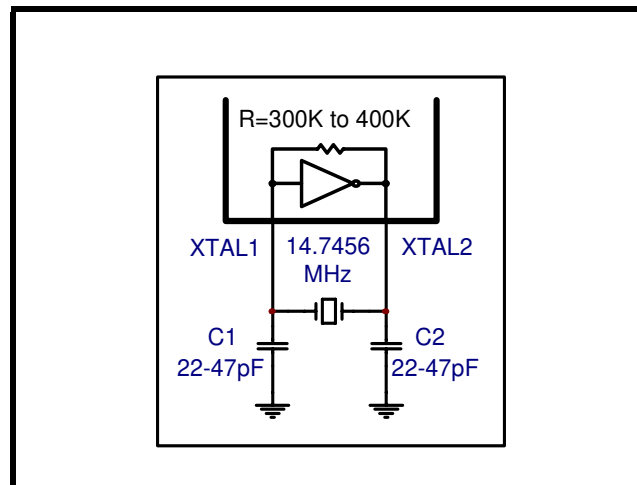 R=300K to 400K
XTAL1
14.7456
MHz
XTAL2
C1
22-47pF
C2
22-47pF